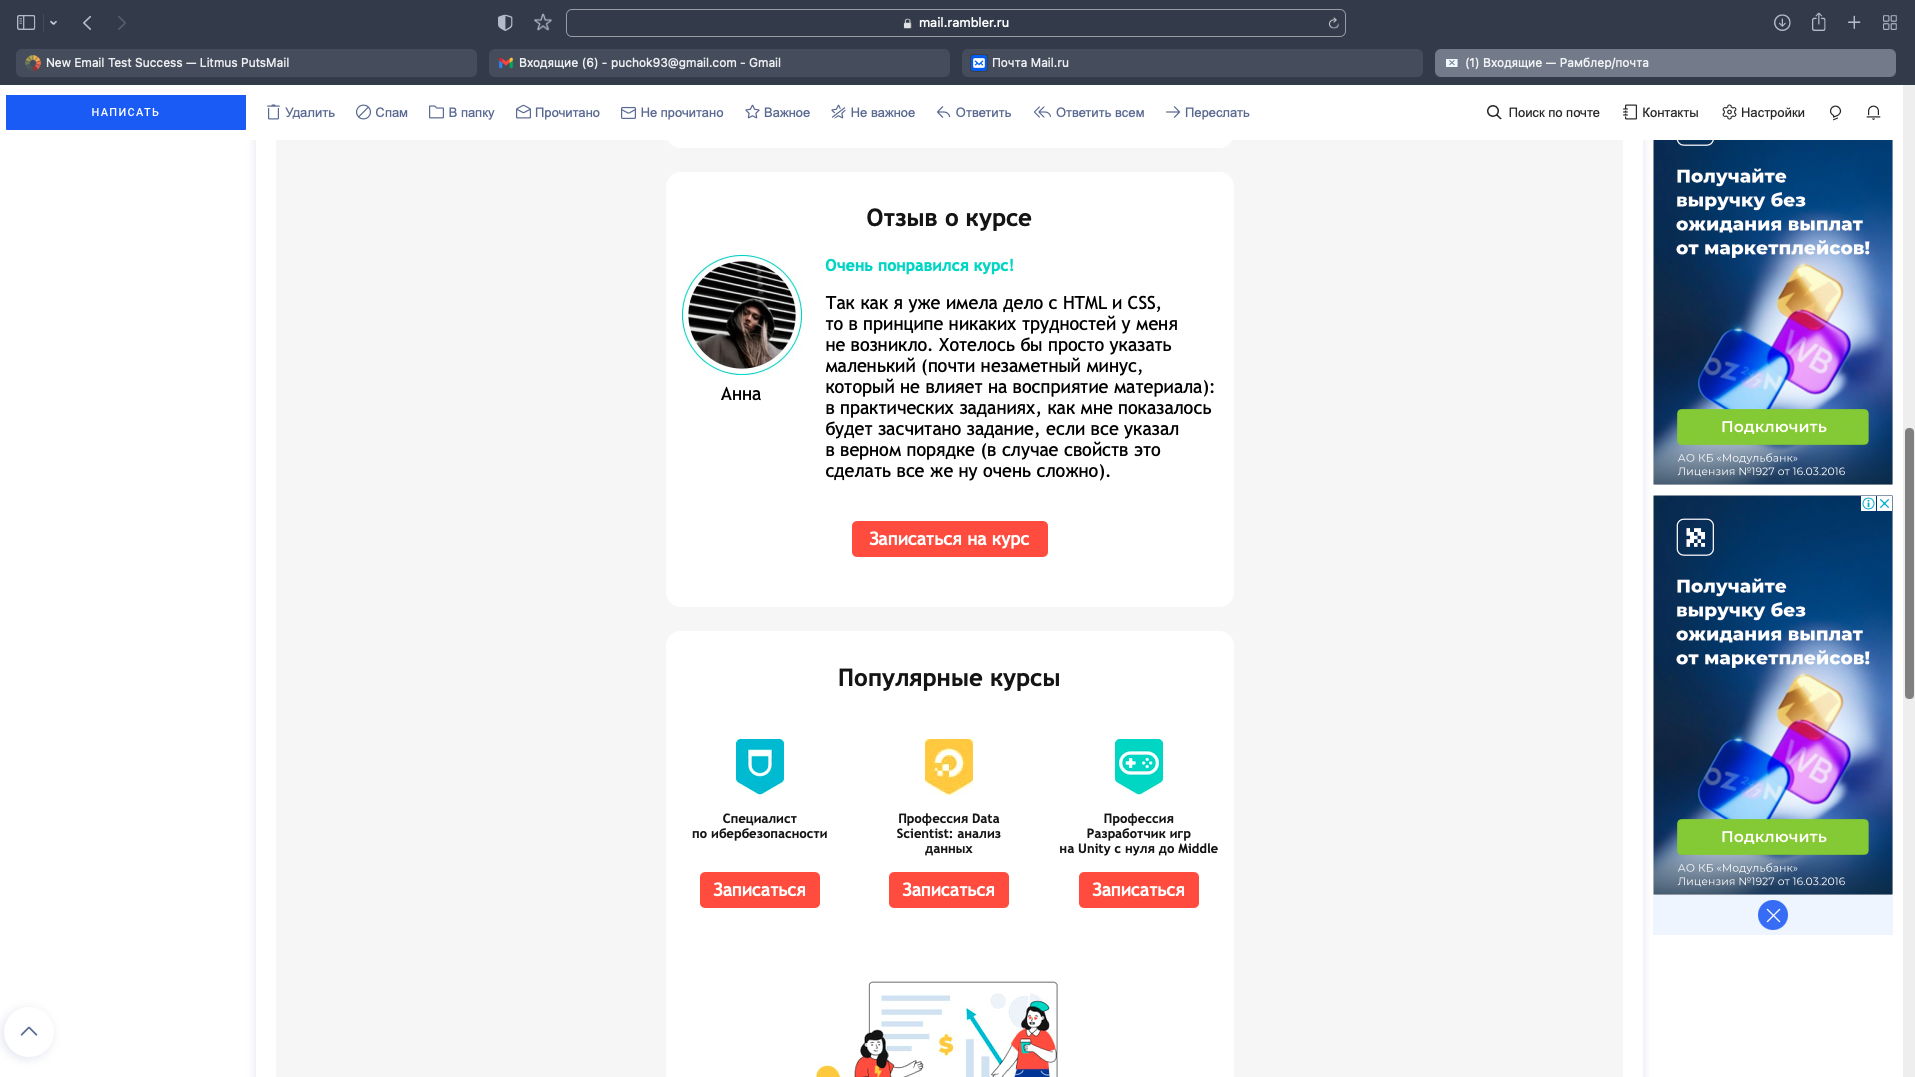 mail.rambler.ru
New Email Test Success — Litmus PutsMail
Входящие (6) - puchok93@gmail.com - Gmail
Почта Mail.ru
(1) Входящие — Рамблер/почта
НАПИСАТЬ
Удалить
Спам
В папку
Прочитано
Не прочитано
Важное
Не важное
Ответить
Ответить всем
Переслать
Поиск по почте
Контакты
Настройки
Отзыв о курсе
Очень понравился курс!
Так как я уже имела дело с HTML и CSS,
то в принципе никаких трудностей у меня
не возникло. Хотелось бы просто указать
маленький (почти незаметный минус,
который не влияет на восприятие материала):
в практических заданиях, как мне показалось
будет засчитано задание, если все указал
в верном порядке (в случае свойств это
сделать все же ну очень сложно).
Анна
Записаться на курс
Популярные курсы
Специалист
по ибербезопасности
Записаться
Профессия Data
Scientist: анализ
данных
Записаться
Профессия
Разработчик игр
на Unity с нуля до Middle
Записаться
$
Получайте
выручку без
ожидания выплат
от маркетплейсов!
OZON
WB
Подключить
АО КБ «Модульбанк»
Лицензия №1927 от 16.03.2016
Получайте
выручку без
ожидания выплат
от маркетплейсов!
OZON
WB
Подключить
АО КБ «Модульбанк»
Лицензия №1927 от 16.03.2016